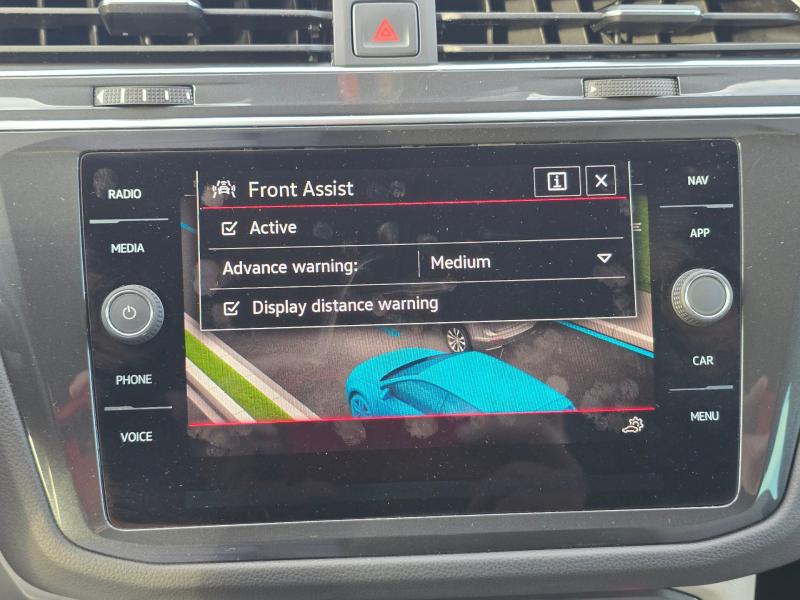 RADIO
MEDIA
PHONE
VOICE
Front Assist
i
Active
Advance warning: Medium
Display distance warning
NAV
APP
CAR
MENU